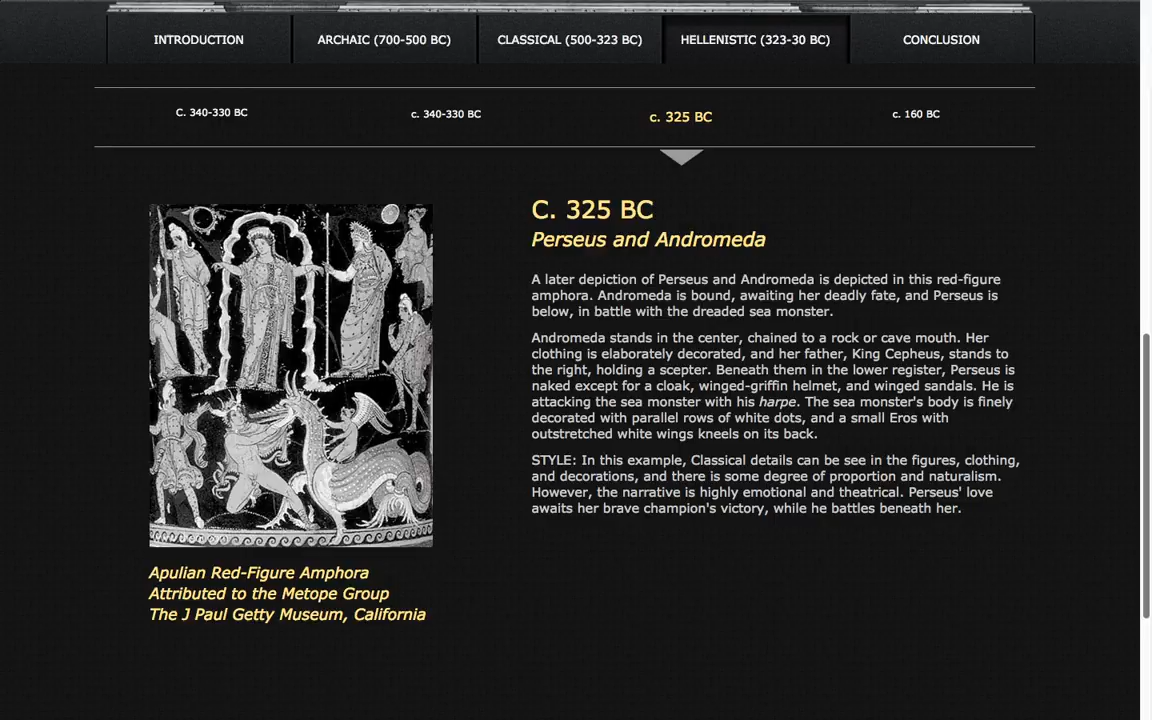 INTRODUCTION
ARCHAIC (700-500 BC)
CLASSICAL (500-323 BC)
HELLENISTIC (323-30 BC)
CONCLUSION
C. 340-330 BC
c. 340-330 BC
c. 325 BC
c. 160 BC
C. 325 BC
Perseus and Andromeda
A later depiction of Perseus and Andromeda is depicted in this red-figure
amphora. Andromeda is bound, awaiting her deadly fate, and Perseus is
below, in battle with the dreaded sea monster.
Andromeda stands in the center, chained to a rock or cave mouth. Her
clothing is elaborately decorated, and her father, King Cepheus, stands to
the right, holding a scepter. Beneath them in the lower register, Perseus is
naked except for a cloak, winged-griffin helmet, and winged sandals. He is
attacking the sea monster with his harpe. The sea monster's body is finely
decorated with parallel rows of white dots, and a small Eros with
outstretched white wings kneels on its back.
STYLE: In this example, Classical details can be see in the figures, clothing,
and decorations, and there is some degree of proportion and naturalism.
However, the narrative is highly emotional and theatrical. Perseus' love
awaits her brave champion's victory, while he battles beneath her.
Apulian Red-Figure Amphora
Attributed to the Metope Group
The J Paul Getty Museum, California